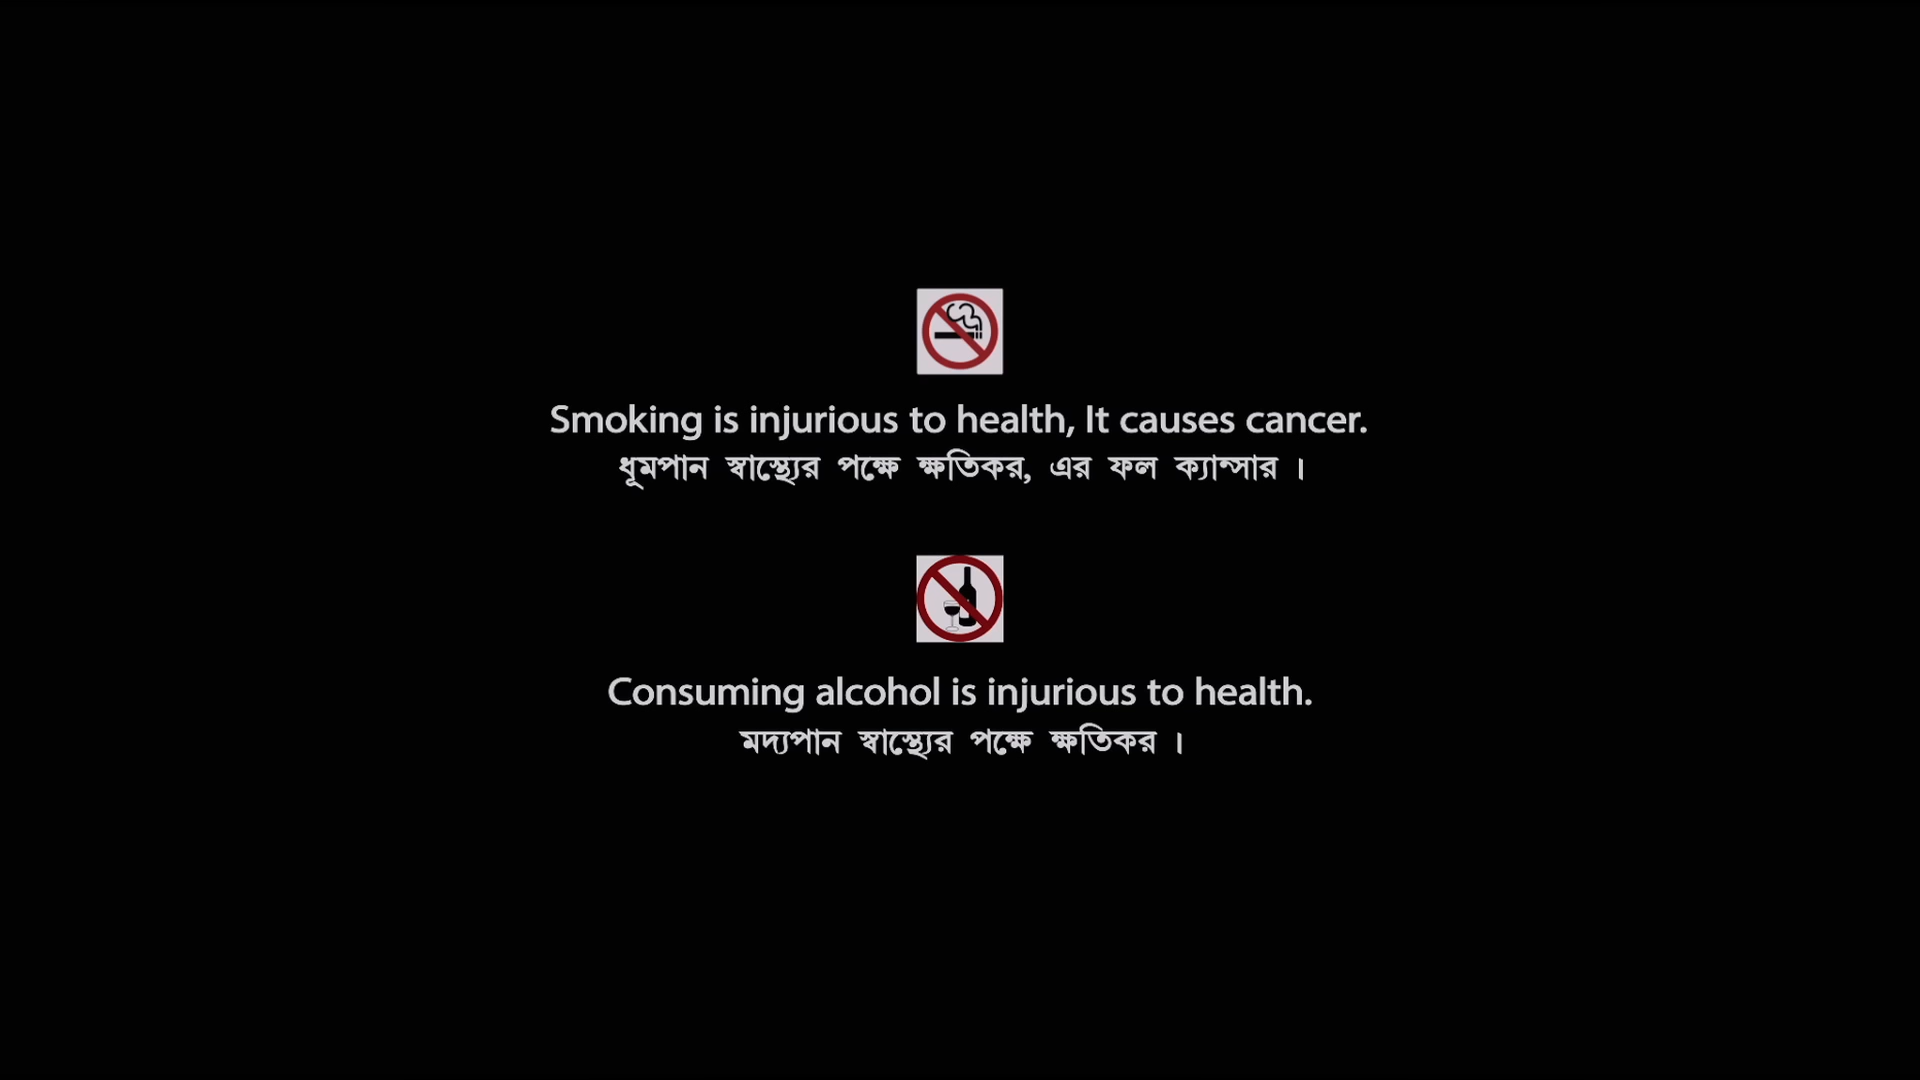 Smoking is injurious to health, It causes cancer.
ধূমপান স্বাস্থ্যের পক্ষে ক্ষতিকর, এর ফল ক্যান্সার ।
Consuming alcohol is injurious to health.
মদ্যপান স্বাস্থ্যের পক্ষে ক্ষতিকর ।